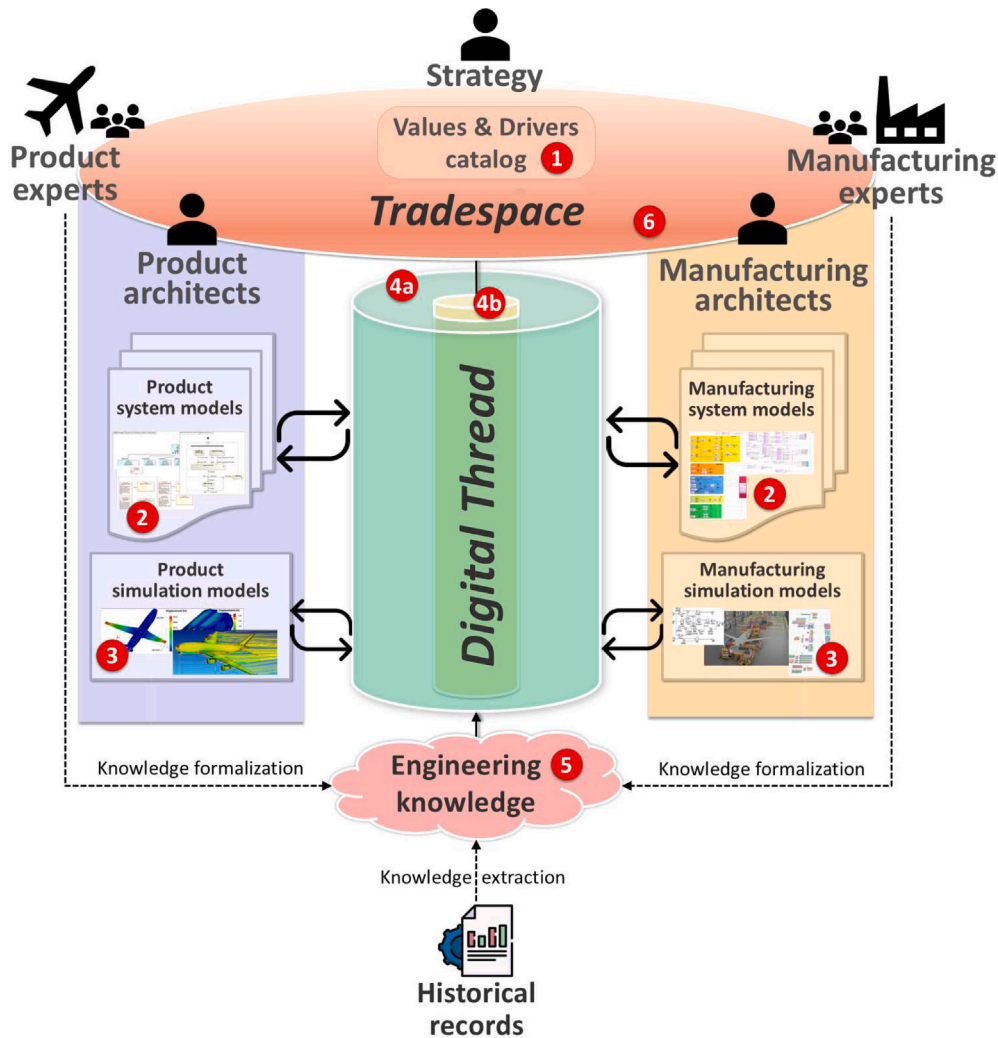 Strategy
Values & Drivers
catalog 1
Product
experts
Manufacturing
experts
Tradespace
6
Product
architects
Manufacturing
architects
4a
4b
Digital Thread
Product
system models
2
Manufacturing
system models
2
Product
simulation models
3
Manufacturing
simulation models
3
Knowledge formalization
Engineering 5
knowledge
Knowledge formalization
Knowledge extraction
Historical
records